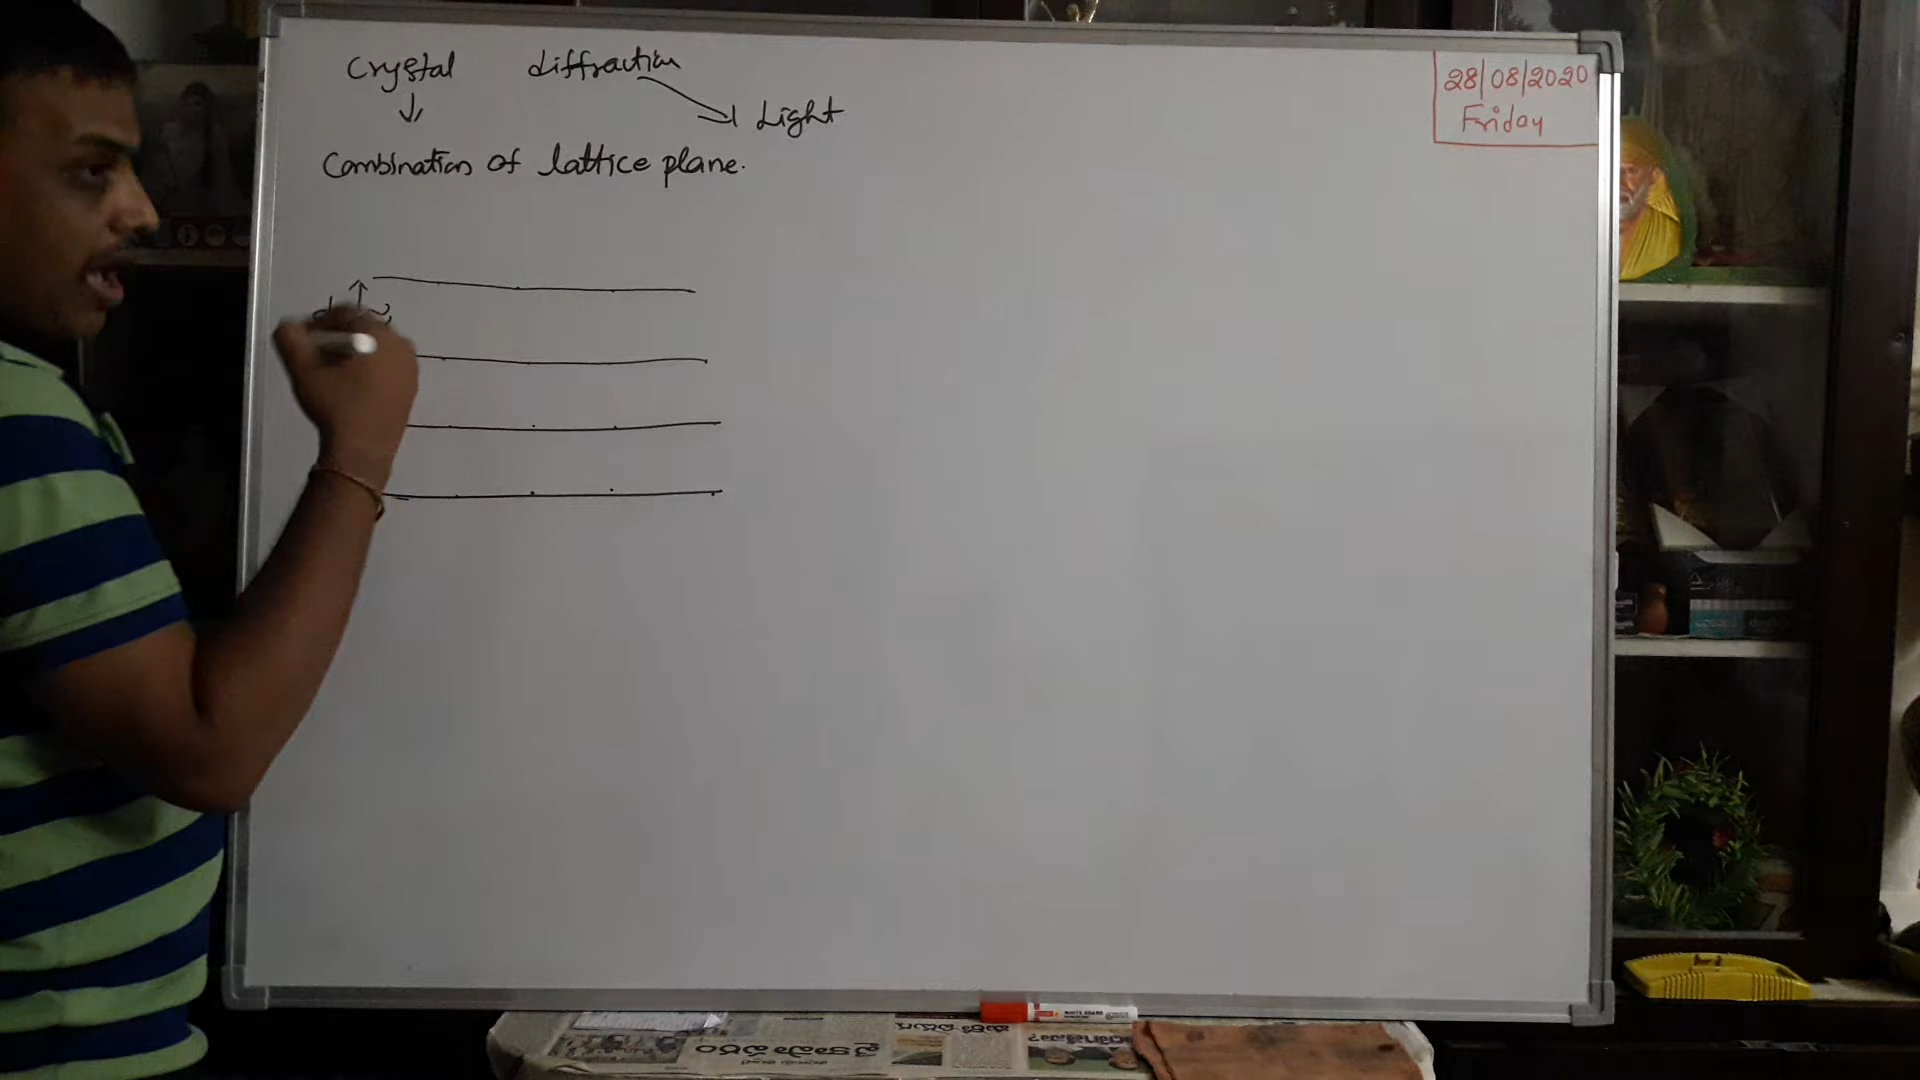 Crystal diffraction
Light
Combination of lattice plane.
28/08/2020
Friday
d